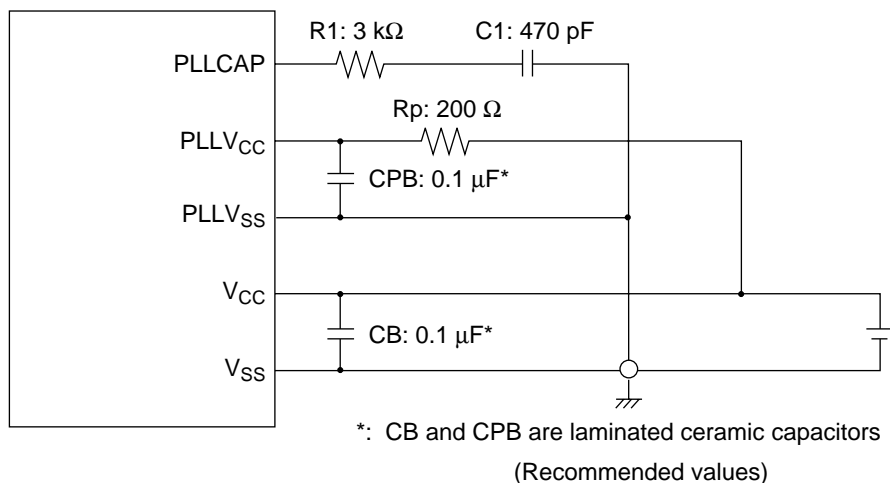 R1: 3 kΩ C1: 470 pF
PLLCAP
Rp: 200 Ω
PLLVCC
CPB: 0.1 μF*
PLLVSS
VCC
CB: 0.1 μF*
VSS
*: CB and CPB are laminated ceramic capacitors
(Recommended values)